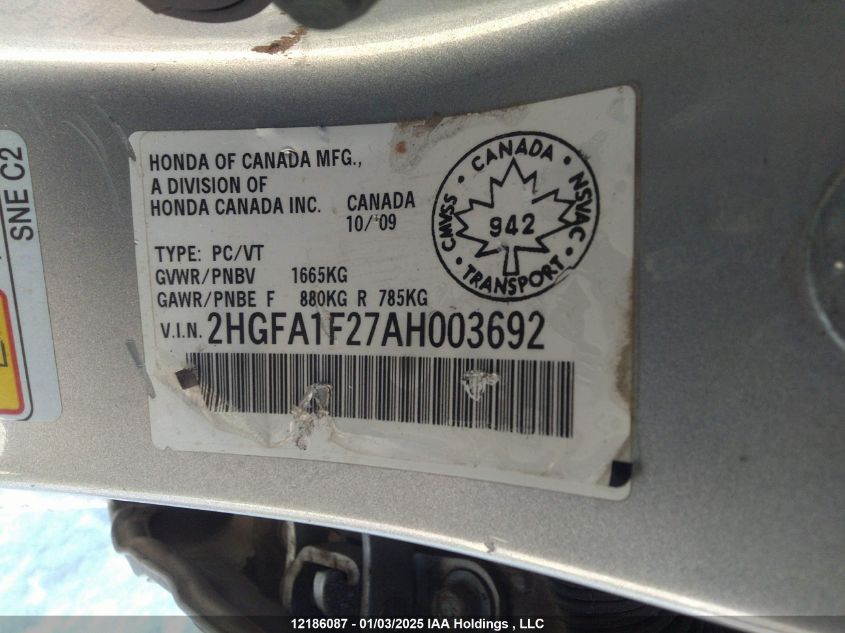 SNE C2
HONDA OF CANADA MFG.,
A DIVISION OF
HONDA CANADA INC. CANADA
10/'09
TYPE: PC/VT
GVWR/PNBV 1665KG
GAWR/PNBE F 880KG R 785KG
V.I.N. 2HGFA1F27AH003692
CMVSS • CANADA • NSVAC • TRANSPORT •
942
12186087 - 01/03/2025 IAA Holdings , LLC